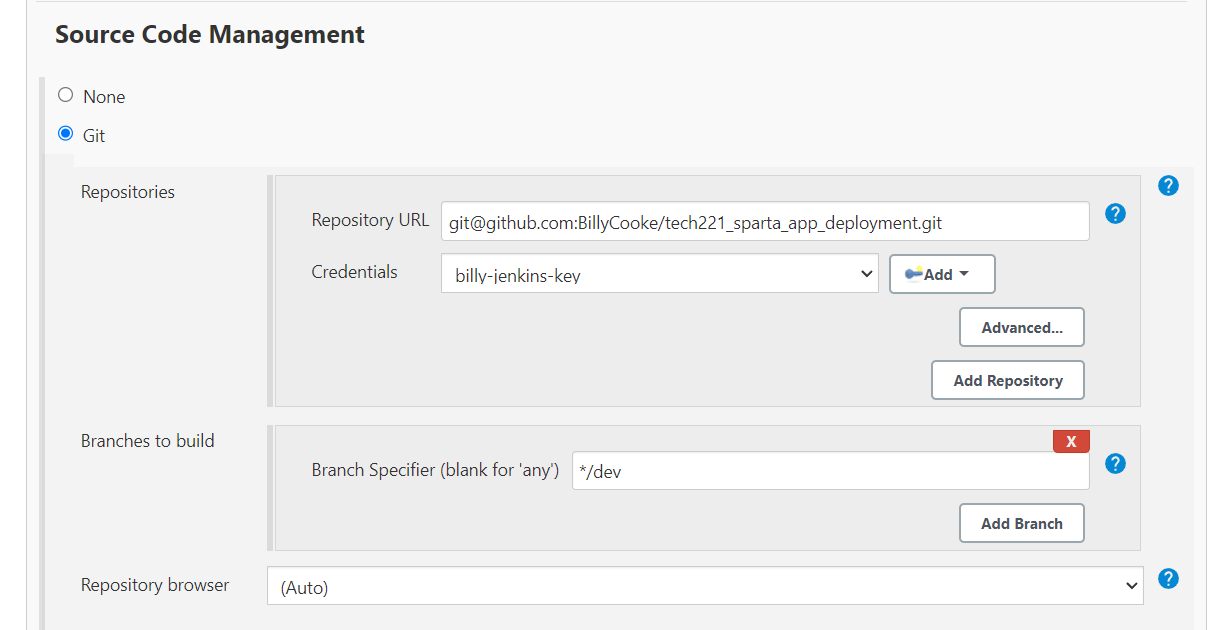 Source Code Management
None
Git
Repositories
?
Repository URL git@github.com:BillyCooke/tech221_sparta_app_deployment.git ?
Credentials billy-jenkins-key Add
Advanced...
Add Repository
Branches to build
X
Branch Specifier (blank for 'any') */dev ?
Add Branch
Repository browser (Auto) ?